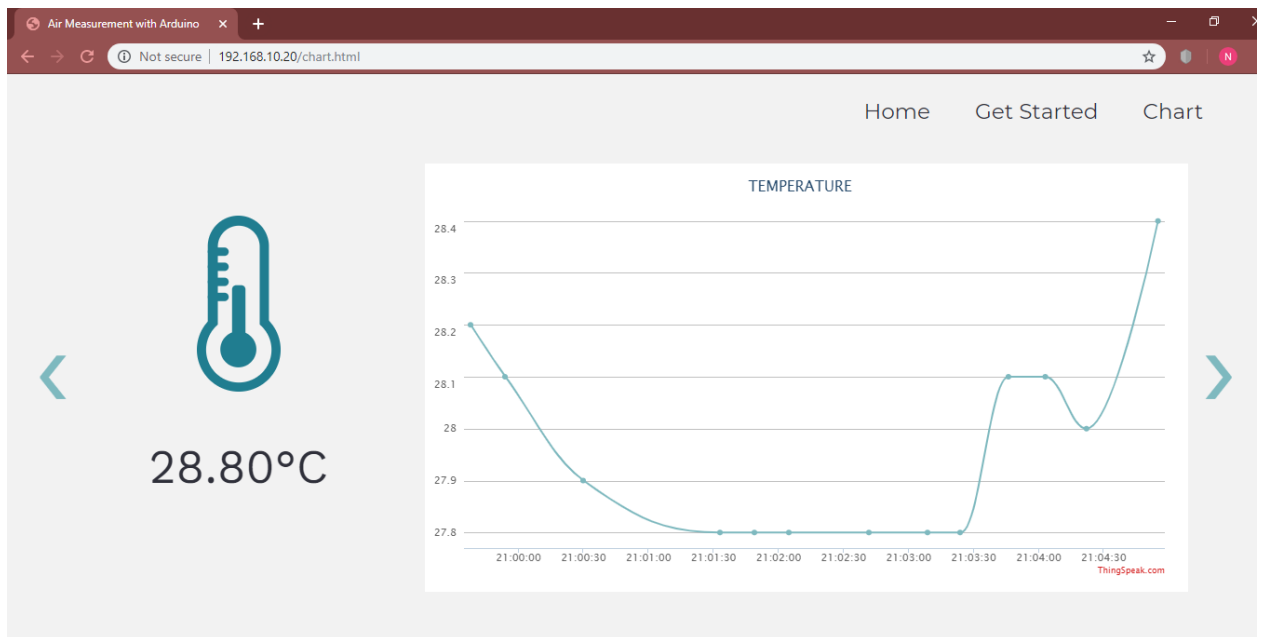 Air Measurement with Arduino
Not secure | 192.168.10.20/chart.html
N
Home Get Started Chart
TEMPERATURE
28.4
28.3
28.2
28.1
28
27.9
27.8
21:00:00 21:00:30 21:01:00 21:01:30 21:02:00 21:02:30 21:03:00 21:03:30 21:04:00 21:04:30
ThingSpeak.com
28.80°C